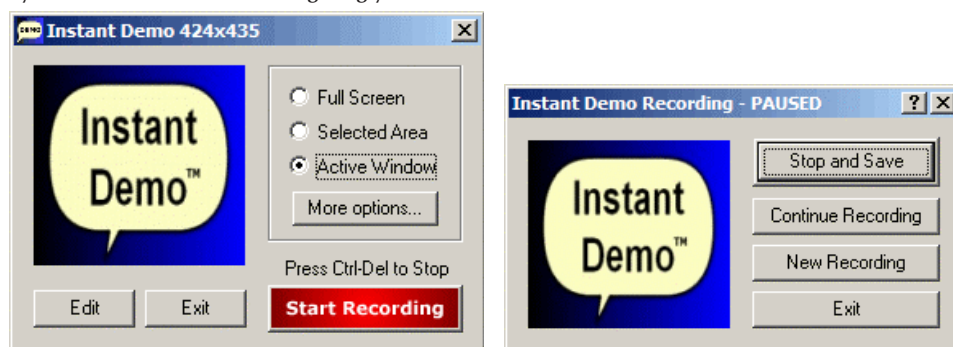 DEMO Instant Demo 424x435
Instant
Demo™
Full Screen
Selected Area
Active Window
More options...
Press Ctrl-Del to Stop
Edit
Exit
Start Recording
Instant Demo Recording - PAUSED
Instant
Demo™
Stop and Save
Continue Recording
New Recording
Exit